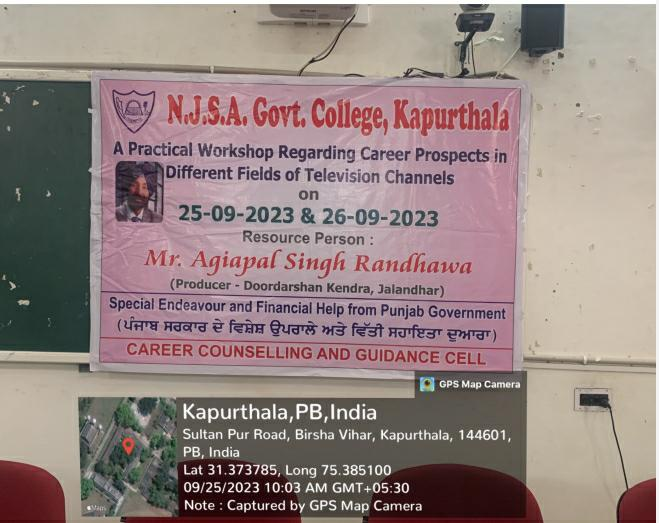 N.J.S.A. Govt. College, Kapurthala
A Practical Workshop Regarding Career Prospects in
Different Fields of Television Channels
on
25-09-2023 & 26-09-2023
Resource Person :
Mr. Agiapal Singh Randhawa
(Producer - Doordarshan Kendra, Jalandhar)
Special Endeavour and Financial Help from Punjab Government
(ਪੰਜਾਬ ਸਰਕਾਰ ਦੇ ਵਿਸ਼ੇਸ਼ ਉਪਰਾਲੇ ਅਤੇ ਵਿੱਤੀ ਸਹਾਇਤਾ ਦੁਆਰਾ)
CAREER COUNSELLING AND GUIDANCE CELL
GPS Map Camera
Kapurthala,PB,India
Sultan Pur Road, Birsha Vihar, Kapurthala, 144601,
PB, India
Lat 31.373785, Long 75.385100
09/25/2023 10:03 AM GMT+05:30
Note : Captured by GPS Map Camera
Maps